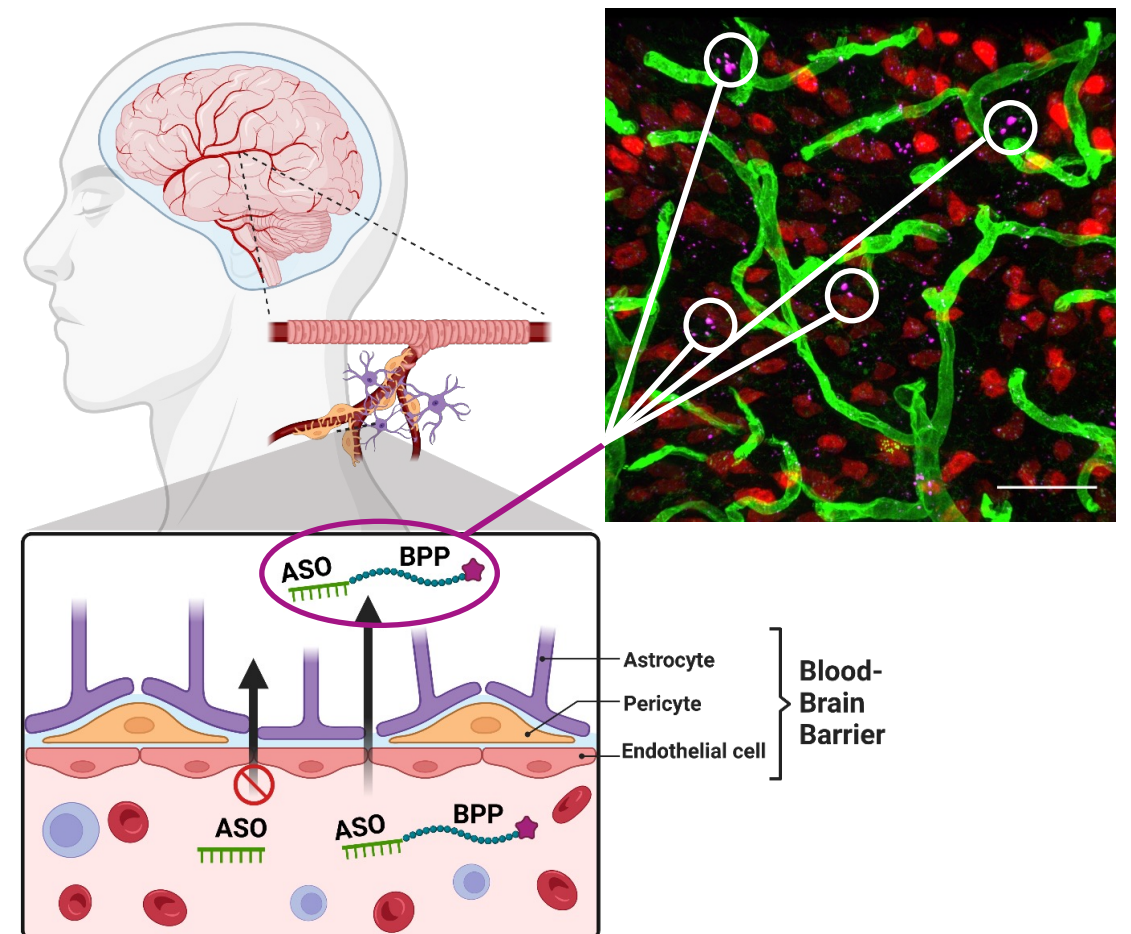 ASO
BPP
Astrocyte
Pericyte
Endothelial cell
Blood-
Brain
Barrier
ASO
ASO
BPP